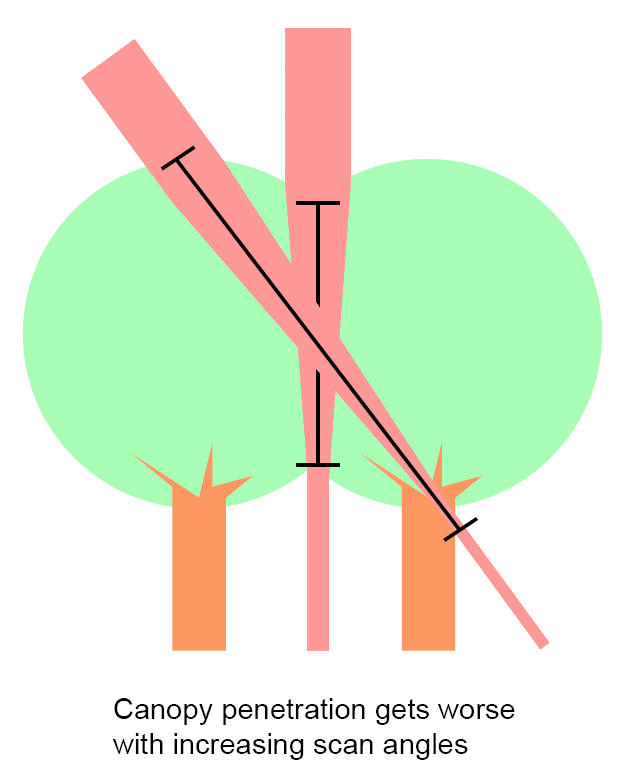 Canopy penetration gets worse
with increasing scan angles